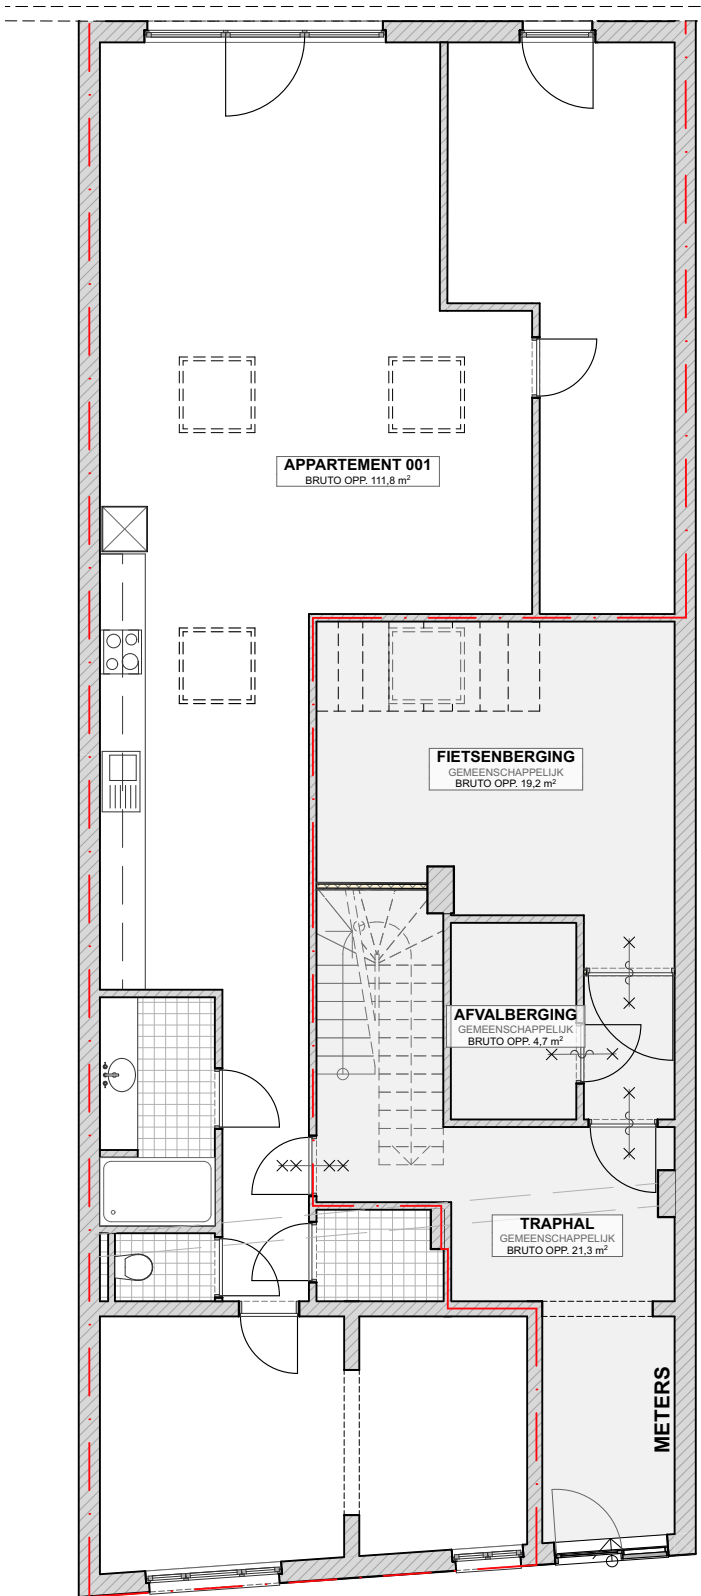 APPARTEMENT 001
BRUTO OPP. 111,8 m²
FIETSENBERGING
GEMEENSCHAPPELIJK
BRUTO OPP. 19,2 m²
AFVALBERGING
GEMEENSCHAPPELIJK
BRUTO OPP. 4,7 m²
TRAPHAL
GEMEENSCHAPPELIJK
BRUTO OPP. 21,3 m²
METERS